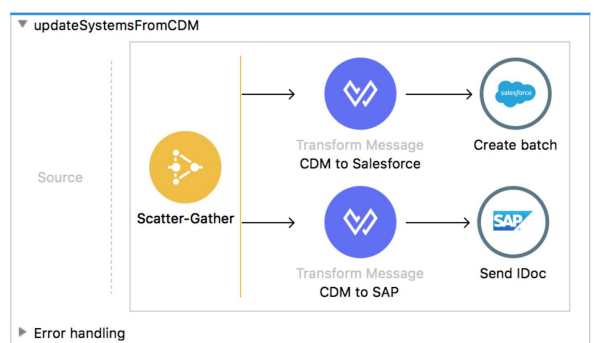 updateSystemsFromCDM
Source
Scatter-Gather
Transform Message
CDM to Salesforce
salesforce
Create batch
Transform Message
CDM to SAP
SAP
Send IDoc
Error handling